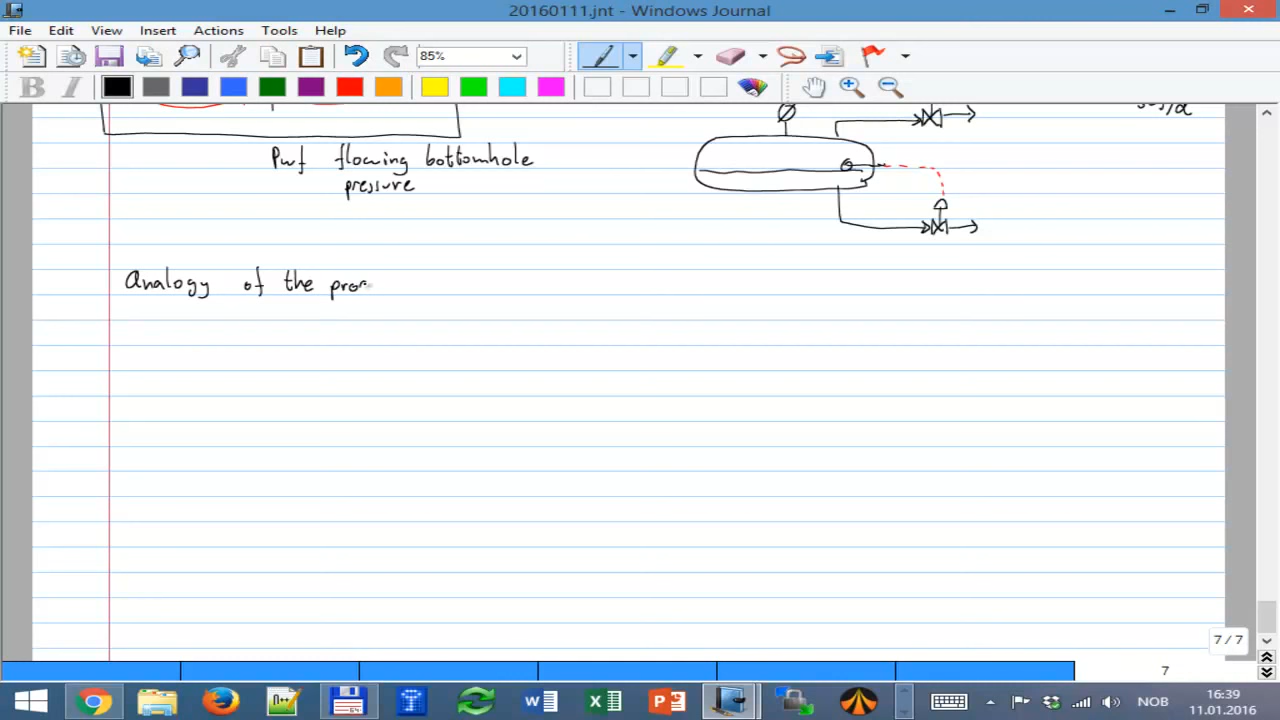 20160111.jnt - Windows Journal
File Edit View Insert Actions Tools Help
85%
B I
Pwf flowing bottomhole
pressure
Analogy of the pro
7 / 7
7
16:39
NOB
11.01.2016